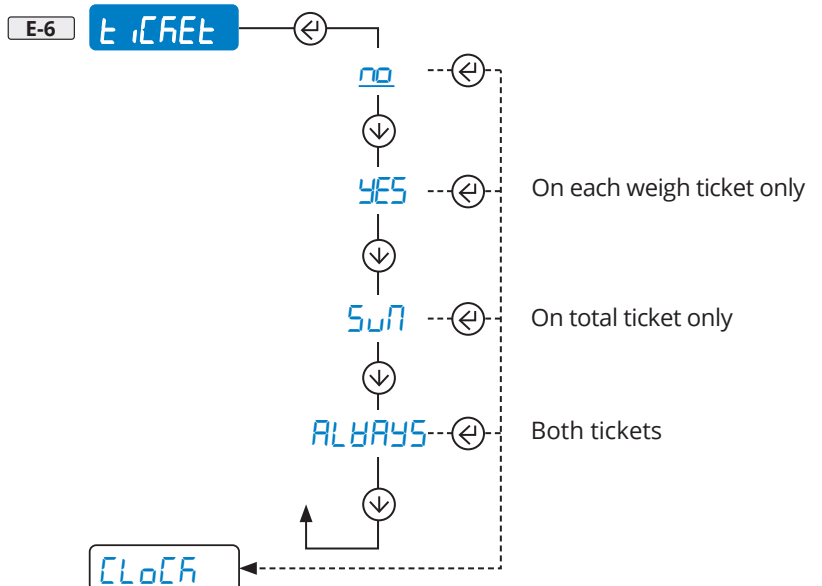 E-6 tiCKEt
no
YES On each weigh ticket only
SuM On total ticket only
ALWAYS Both tickets
CLoCK